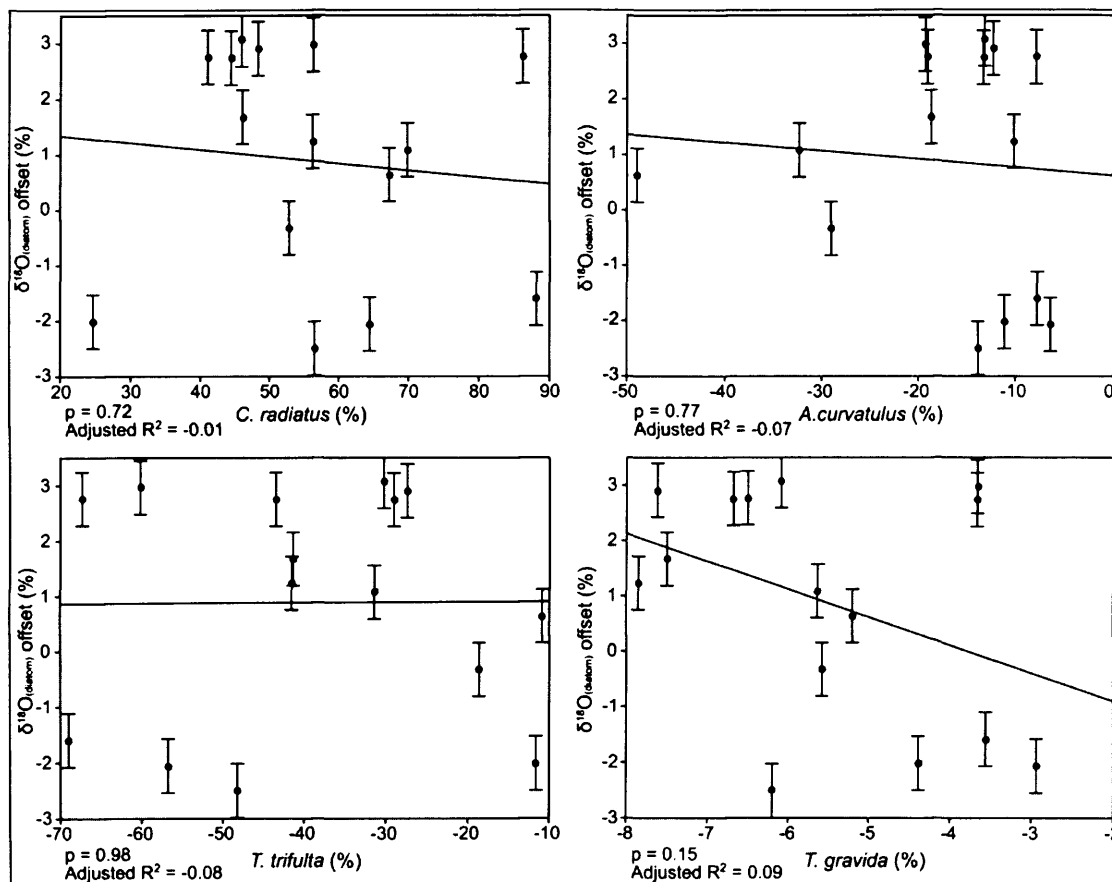 δ¹⁸O(diatom) offset (%)
3
2
1
0
-1
-2
-3
20 30 40 50 60 70 80 90
p = 0.72
C. radiatus (%)
Adjusted R² = -0.01
δ¹⁸O(diatom) offset (%)
3
2
1
0
-1
-2
-3
-50 -40 -30 -20 -10 0
p = 0.77
A.curvatulus (%)
Adjusted R² = -0.07
δ¹⁸O(diatom) offset (%)
3
2
1
0
-1
-2
-3
-70 -60 -50 -40 -30 -20 -10
p = 0.98
T. trifulta (%)
Adjusted R² = -0.08
δ¹⁸O(diatom) offset (%)
3
2
1
0
-1
-2
-3
-8 -7 -6 -5 -4 -3 -2
p = 0.15
T. gravida (%)
Adjusted R² = 0.09